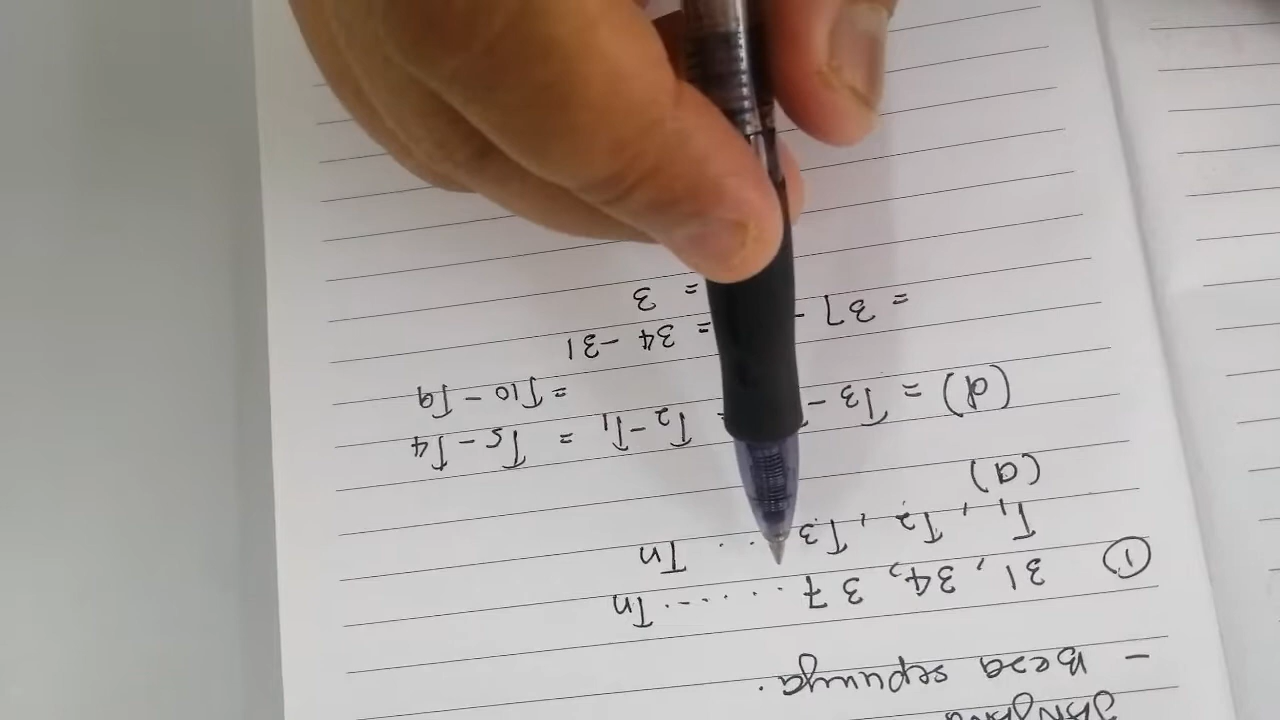 - Beza sepunya.
① 31, 34, 37 ...... Tn
T1, T2, T3 .... Tn
(a)
(d) = T3 - = T2 - T1 = T5 - T4
= T10 - T9
= 37 - = 34 - 31
= 3